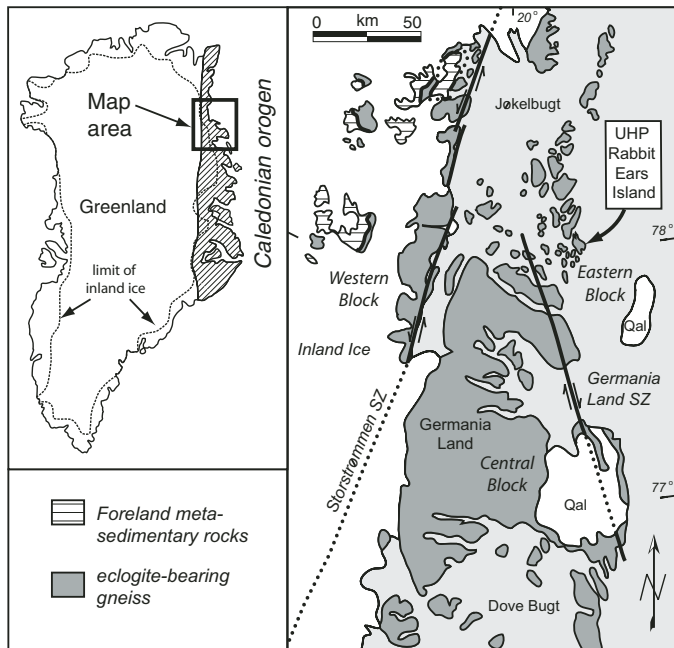 Map
area
Greenland
limit of
inland ice
Caledonian orogen
Foreland meta-
sedimentary rocks
eclogite-bearing
gneiss
0 km 50
20°
Jøkelbugt
UHP
Rabbit
Ears
Island
78°
Western
Block
Eastern
Block
Qal
Inland Ice
Germania
Land SZ
Storstrømmen SZ
Germania
Land
Central
Block
Qal
77°
N
Dove Bugt